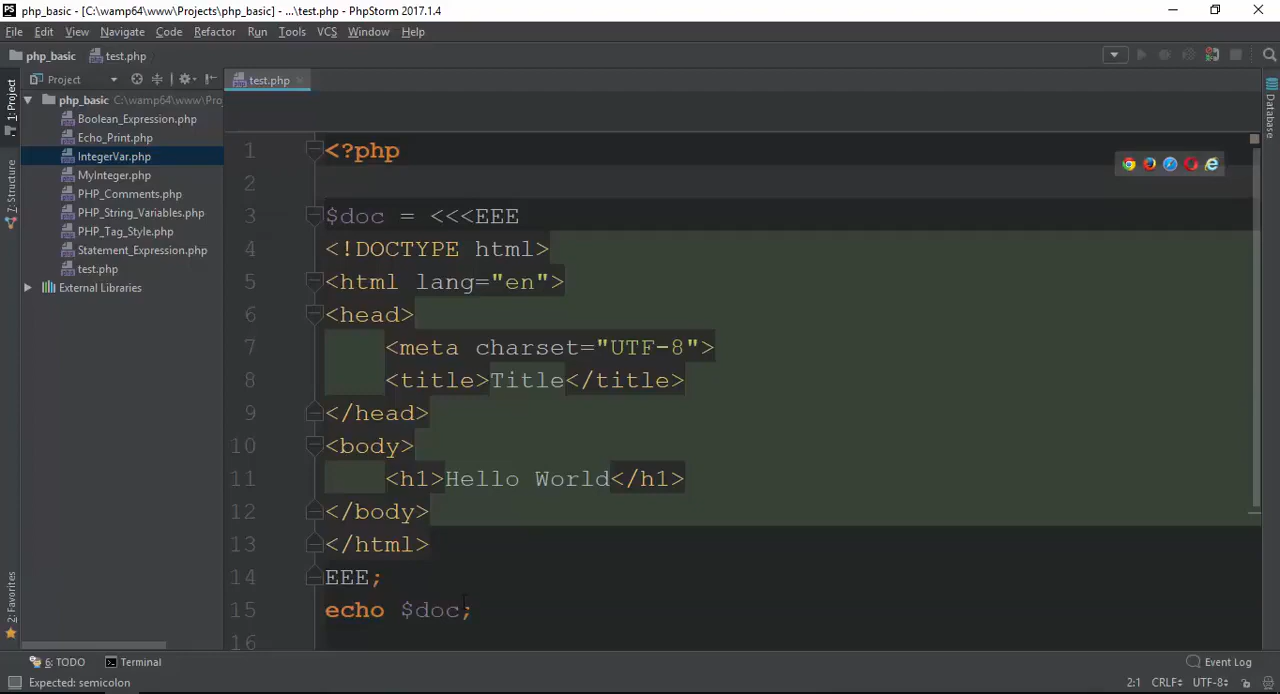 php_basic - [C:\wamp64\www\Projects\php_basic] - ...\test.php - PhpStorm 2017.1.4
File Edit View Navigate Code Refactor Run Tools VCS Window Help
php_basic test.php
1: Project
7: Structure
2: Favorites
Project
php_basic C:\wamp64\www\Pro
Boolean_Expression.php
Echo_Print.php
IntegerVar.php
MyInteger.php
PHP_Comments.php
PHP_String_Variables.php
PHP_Tag_Style.php
Statement_Expression.php
test.php
External Libraries
test.php
1 <?php
2
3 $doc = <<<EEE
4 <!DOCTYPE html>
5 <html lang="en">
6 <head>
7     <meta charset="UTF-8">
8     <title>Title</title>
9 </head>
10 <body>
11     <h1>Hello World</h1>
12 </body>
13 </html>
14 EEE;
15 echo $doc;
16
Database
6: TODO Terminal Event Log
Expected: semicolon 2:1 CRLF UTF-8